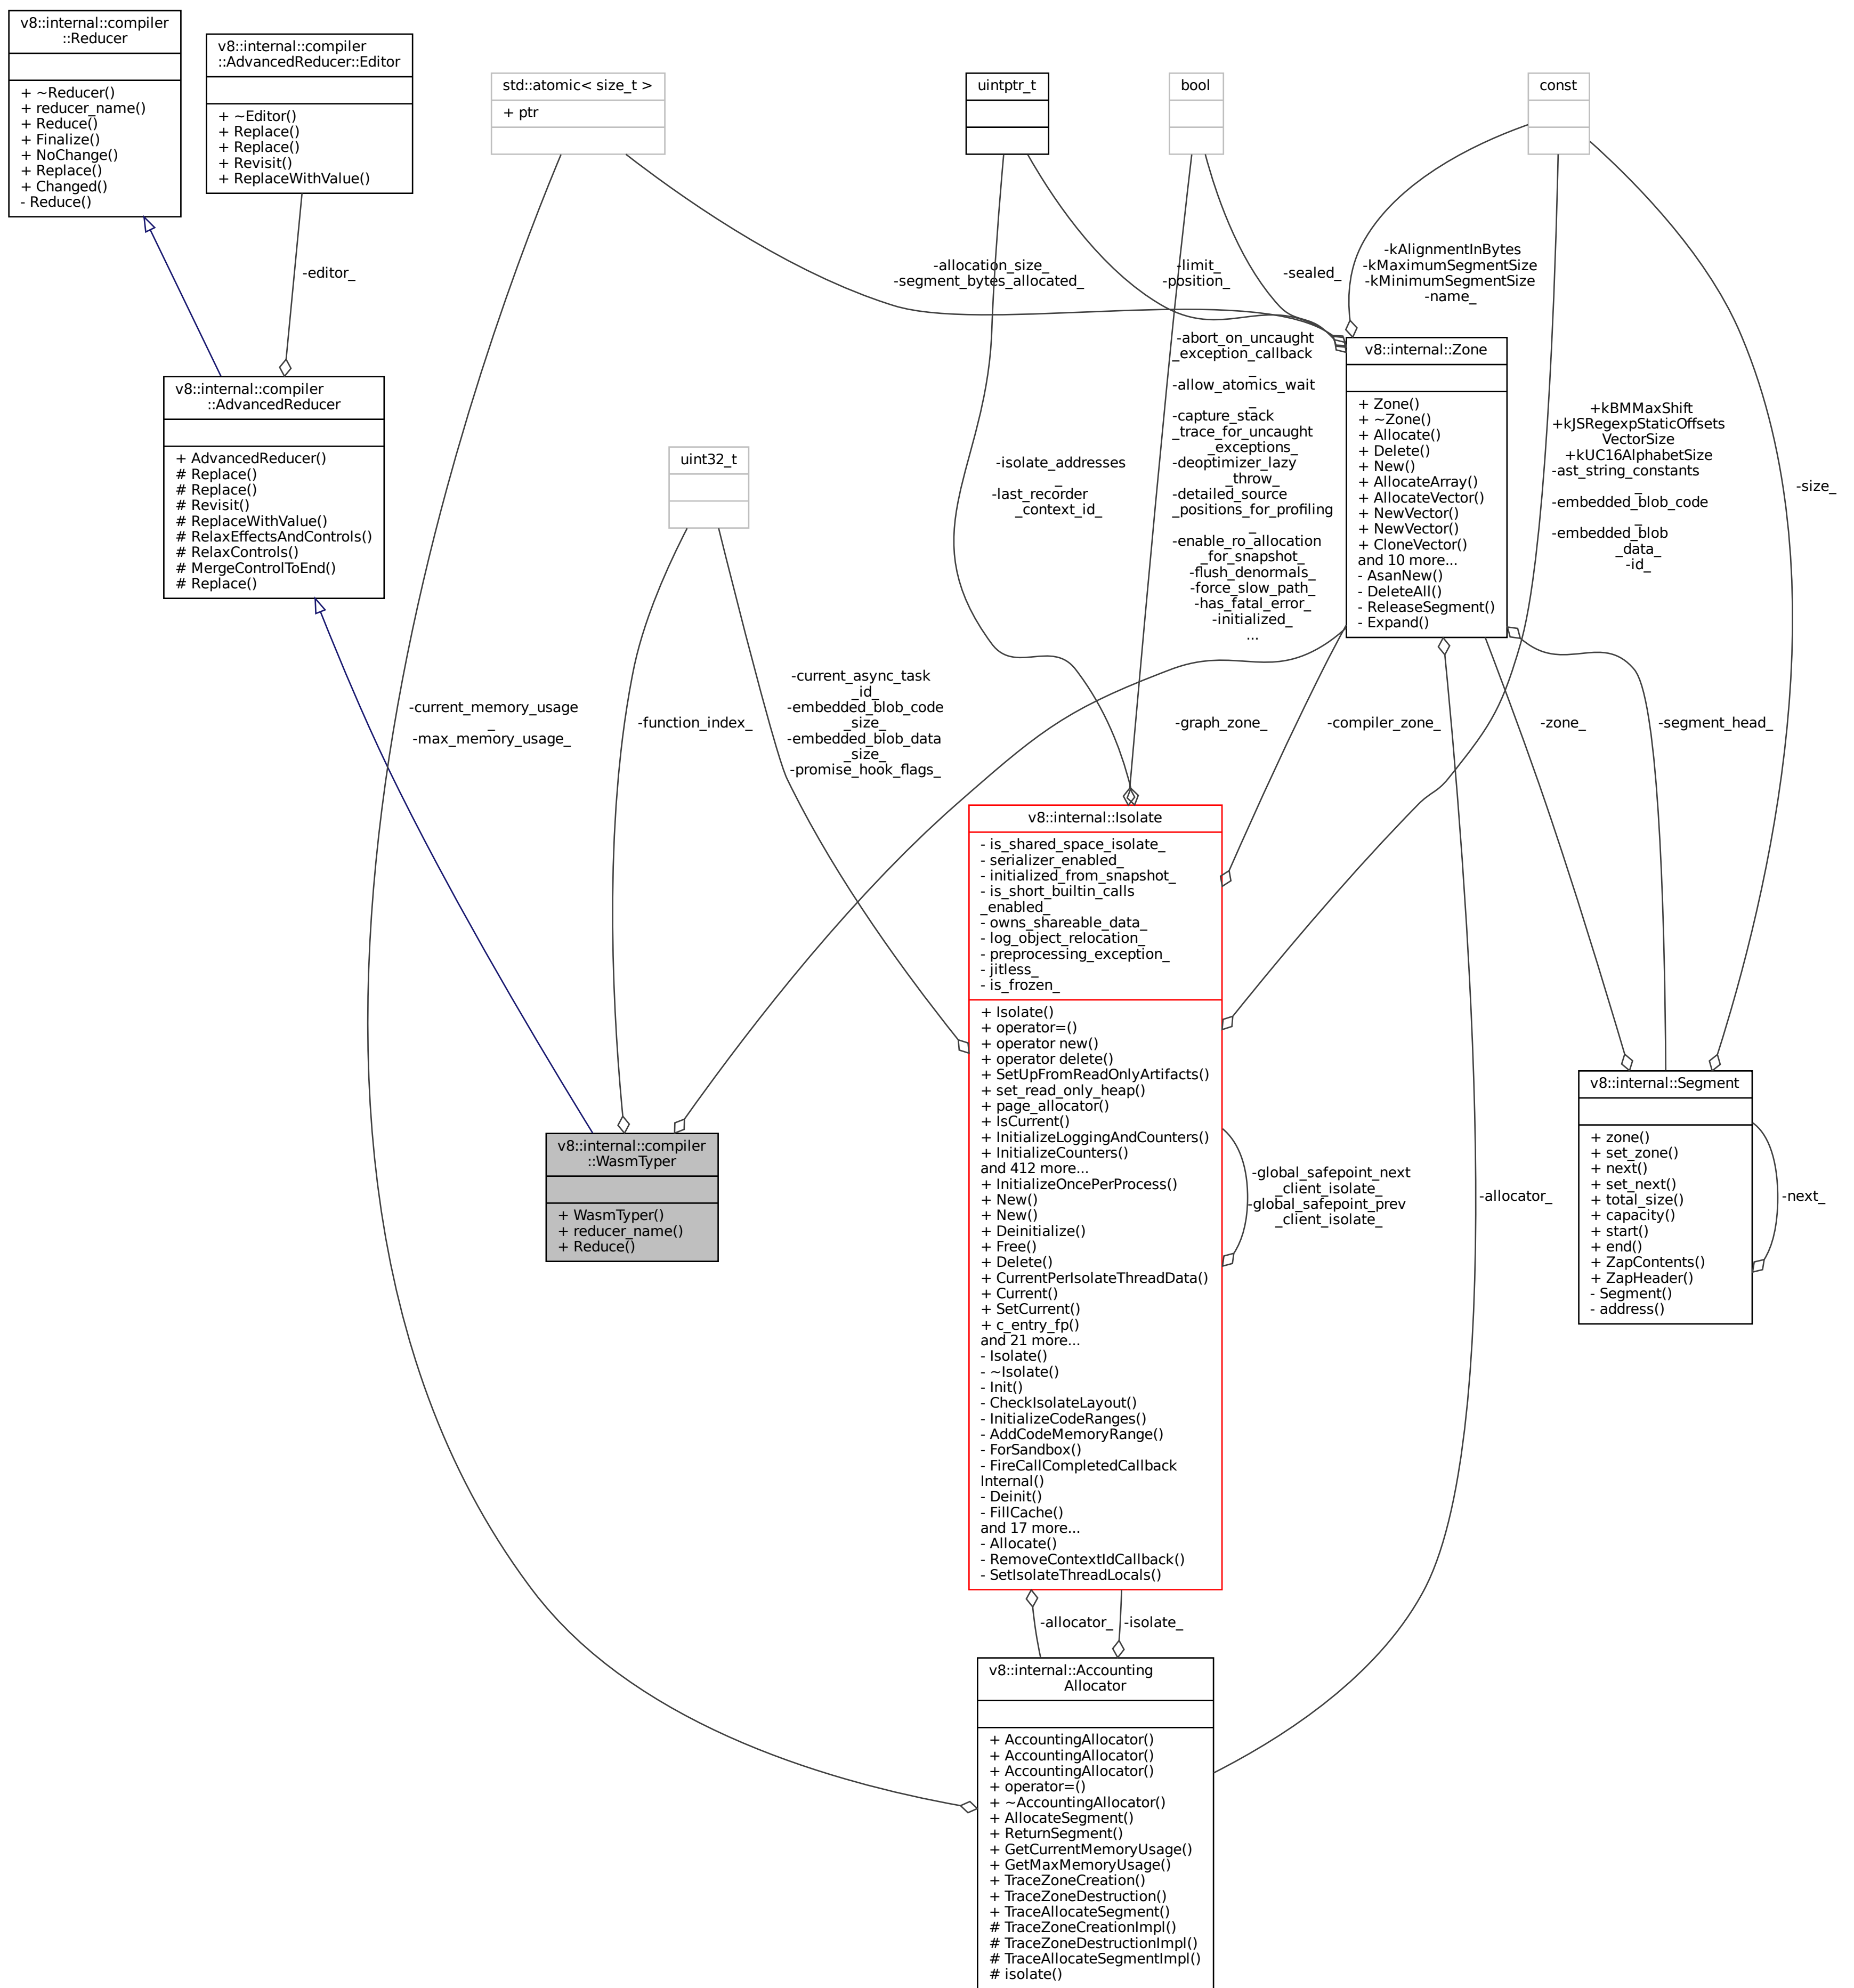 v8::internal::compiler
::Reducer
+ ~Reducer()
+ reducer_name()
+ Reduce()
+ Finalize()
+ NoChange()
+ Replace()
+ Changed()
- Reduce()
v8::internal::compiler
::AdvancedReducer::Editor
+ ~Editor()
+ Replace()
+ Replace()
+ Revisit()
+ ReplaceWithValue()
std::atomic< size_t >
+ ptr
uintptr_t
bool
const
-editor_
-allocation_size_
-segment_bytes_allocated_
-limit_
-position_
-sealed_
-kAlignmentInBytes
-kMaximumSegmentSize
-kMinimumSegmentSize
-name_
v8::internal::compiler
::AdvancedReducer
+ AdvancedReducer()
# Replace()
# Replace()
# Revisit()
# ReplaceWithValue()
# RelaxEffectsAndControls()
# RelaxControls()
# MergeControlToEnd()
# Replace()
uint32_t
-isolate_addresses
_
-last_recorder
_context_id_
-abort_on_uncaught
_exception_callback
_
-allow_atomics_wait
_
-capture_stack
_trace_for_uncaught
_exceptions_
-deoptimizer_lazy
_throw_
-detailed_source
_positions_for_profiling
_
-enable_ro_allocation
_for_snapshot_
-flush_denormals_
-force_slow_path_
-has_fatal_error_
-initialized_
...
v8::internal::Zone
+ Zone()
+ ~Zone()
+ Allocate()
+ Delete()
+ New()
+ AllocateArray()
+ AllocateVector()
+ NewVector()
+ NewVector()
+ CloneVector()
and 10 more...
- AsanNew()
- DeleteAll()
- ReleaseSegment()
- Expand()
+kBMMaxShift
+kJSRegexpStaticOffsets
VectorSize
+kUC16AlphabetSize
-ast_string_constants
_
-embedded_blob_code
_
-embedded_blob
_data_
-id_
-size_
-current_memory_usage
_
-max_memory_usage_
-function_index_
-current_async_task
_id_
-embedded_blob_code
_size_
-embedded_blob_data
_size_
-promise_hook_flags_
-graph_zone_
-compiler_zone_
-zone_
-segment_head_
v8::internal::Isolate
- is_shared_space_isolate_
- serializer_enabled_
- initialized_from_snapshot_
- is_short_builtin_calls
_enabled_
- owns_shareable_data_
- log_object_relocation_
- preprocessing_exception_
- jitless_
- is_frozen_
+ Isolate()
+ operator=()
+ operator new()
+ operator delete()
+ SetUpFromReadOnlyArtifacts()
+ set_read_only_heap()
+ page_allocator()
+ IsCurrent()
+ InitializeLoggingAndCounters()
+ InitializeCounters()
and 412 more...
+ InitializeOncePerProcess()
+ New()
+ New()
+ Deinitialize()
+ Free()
+ Delete()
+ CurrentPerIsolateThreadData()
+ Current()
+ SetCurrent()
+ c_entry_fp()
and 21 more...
- Isolate()
- ~Isolate()
- Init()
- CheckIsolateLayout()
- InitializeCodeRanges()
- AddCodeMemoryRange()
- ForSandbox()
- FireCallCompletedCallback
Internal()
- Deinit()
- FillCache()
and 17 more...
- Allocate()
- RemoveContextIdCallback()
- SetIsolateThreadLocals()
v8::internal::compiler
::WasmTyper
+ WasmTyper()
+ reducer_name()
+ Reduce()
-global_safepoint_next
_client_isolate_
-global_safepoint_prev
_client_isolate_
-allocator_
v8::internal::Segment
+ zone()
+ set_zone()
+ next()
+ set_next()
+ total_size()
+ capacity()
+ start()
+ end()
+ ZapContents()
+ ZapHeader()
- Segment()
- address()
-next_
-allocator_
-isolate_
v8::internal::Accounting
Allocator
+ AccountingAllocator()
+ AccountingAllocator()
+ AccountingAllocator()
+ operator=()
+ ~AccountingAllocator()
+ AllocateSegment()
+ ReturnSegment()
+ GetCurrentMemoryUsage()
+ GetMaxMemoryUsage()
+ TraceZoneCreation()
+ TraceZoneDestruction()
+ TraceAllocateSegment()
# TraceZoneCreationImpl()
# TraceZoneDestructionImpl()
# TraceAllocateSegmentImpl()
# isolate()